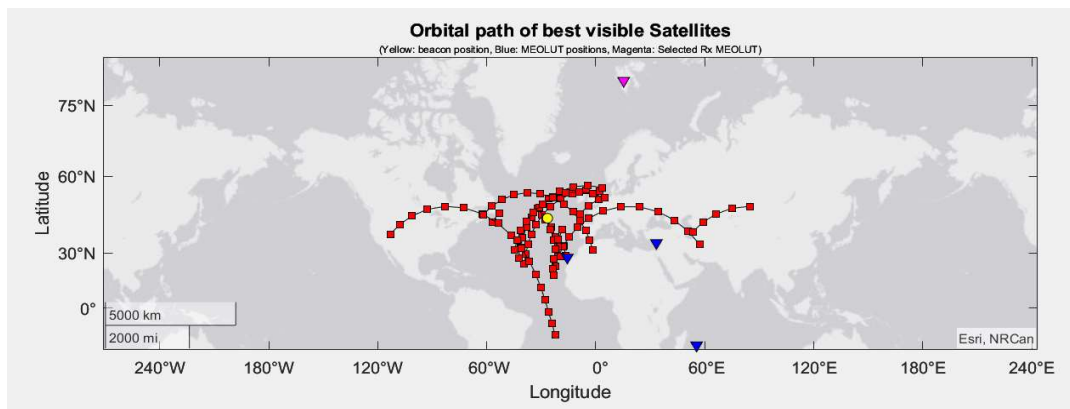 Orbital path of best visible Satellites
(Yellow: beacon position, Blue: MEOLUT positions, Magenta: Selected Rx MEOLUT)
75°N
60°N
30°N
0°
Latitude
5000 km
2000 mi
Esri, NRCan
240°W 180°W 120°W 60°W 0° 60°E 120°E 180°E 240°E
Longitude